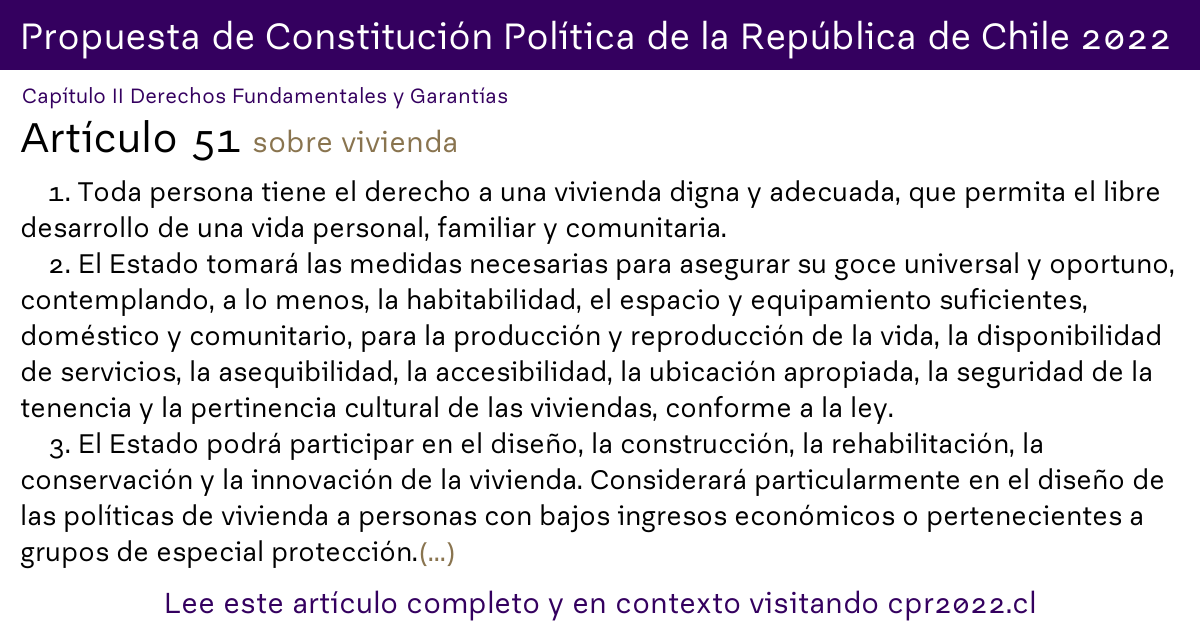 Propuesta de Constitución Política de la República de Chile 2022
Capítulo II Derechos Fundamentales y Garantías
Artículo 51 sobre vivienda
1. Toda persona tiene el derecho a una vivienda digna y adecuada, que permita el libre
desarrollo de una vida personal, familiar y comunitaria.
2. El Estado tomará las medidas necesarias para asegurar su goce universal y oportuno,
contemplando, a lo menos, la habitabilidad, el espacio y equipamiento suficientes,
doméstico y comunitario, para la producción y reproducción de la vida, la disponibilidad
de servicios, la asequibilidad, la accesibilidad, la ubicación apropiada, la seguridad de la
tenencia y la pertinencia cultural de las viviendas, conforme a la ley.
3. El Estado podrá participar en el diseño, la construcción, la rehabilitación, la
conservación y la innovación de la vivienda. Considerará particularmente en el diseño de
las políticas de vivienda a personas con bajos ingresos económicos o pertenecientes a
grupos de especial protección.(...)
Lee este artículo completo y en contexto visitando cpr2022.cl